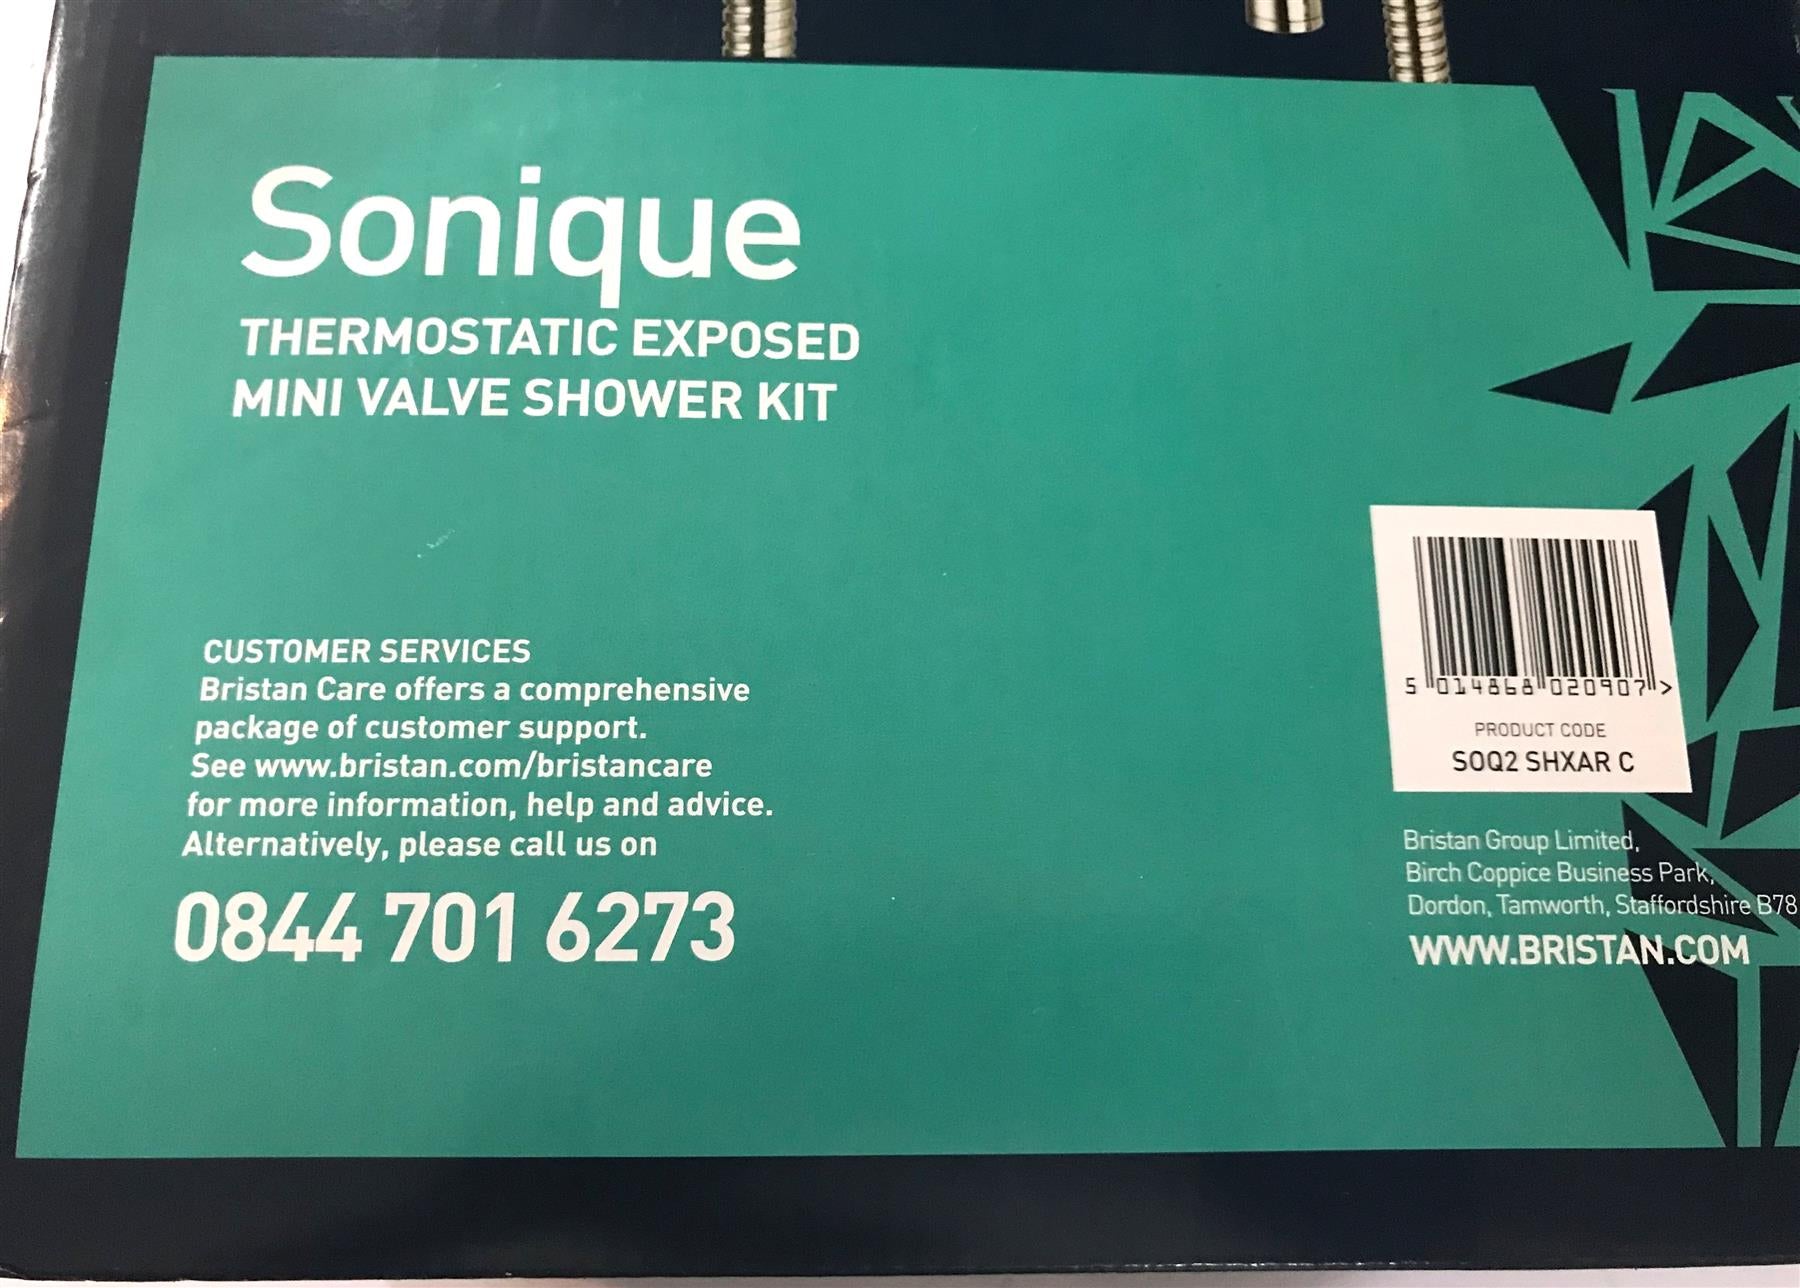 Sonique
THERMOSTATIC EXPOSED
MINI VALVE SHOWER KIT
CUSTOMER SERVICES
Bristan Care offers a comprehensive
package of customer support.
See www.bristan.com/bristancare
for more information, help and advice.
Alternatively, please call us on
0844 701 6273
5 014868 020907 >
PRODUCT CODE
SOQ2 SHXAR C
Bristan Group Limited,
Birch Coppice Business Park,
Dordon, Tamworth, Staffordshire B78
WWW.BRISTAN.COM